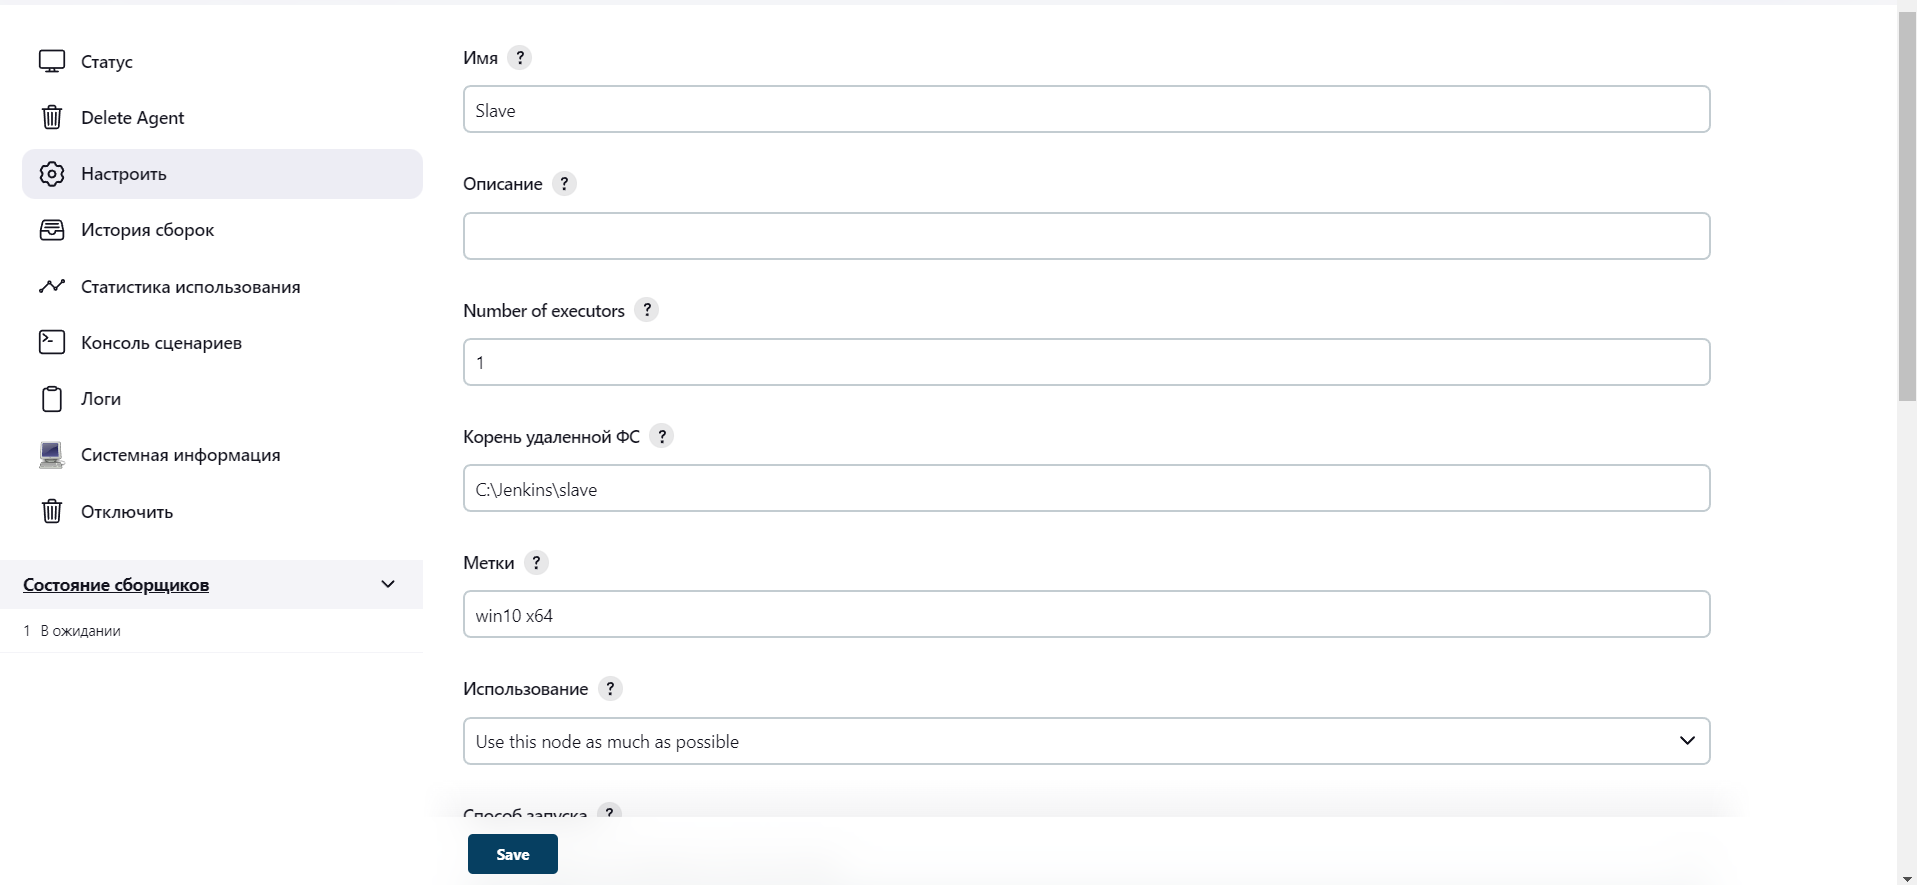 Статус
Delete Agent
Настроить
История сборок
Статистика использования
Консоль сценариев
Логи
Системная информация
Отключить
Состояние сборщиков
1 В ожидании
Имя ?
Slave
Описание ?
Number of executors ?
1
Корень удаленной ФС ?
C:\Jenkins\slave
Метки ?
win10 x64
Использование ?
Use this node as much as possible
Способ запуска ?
Save